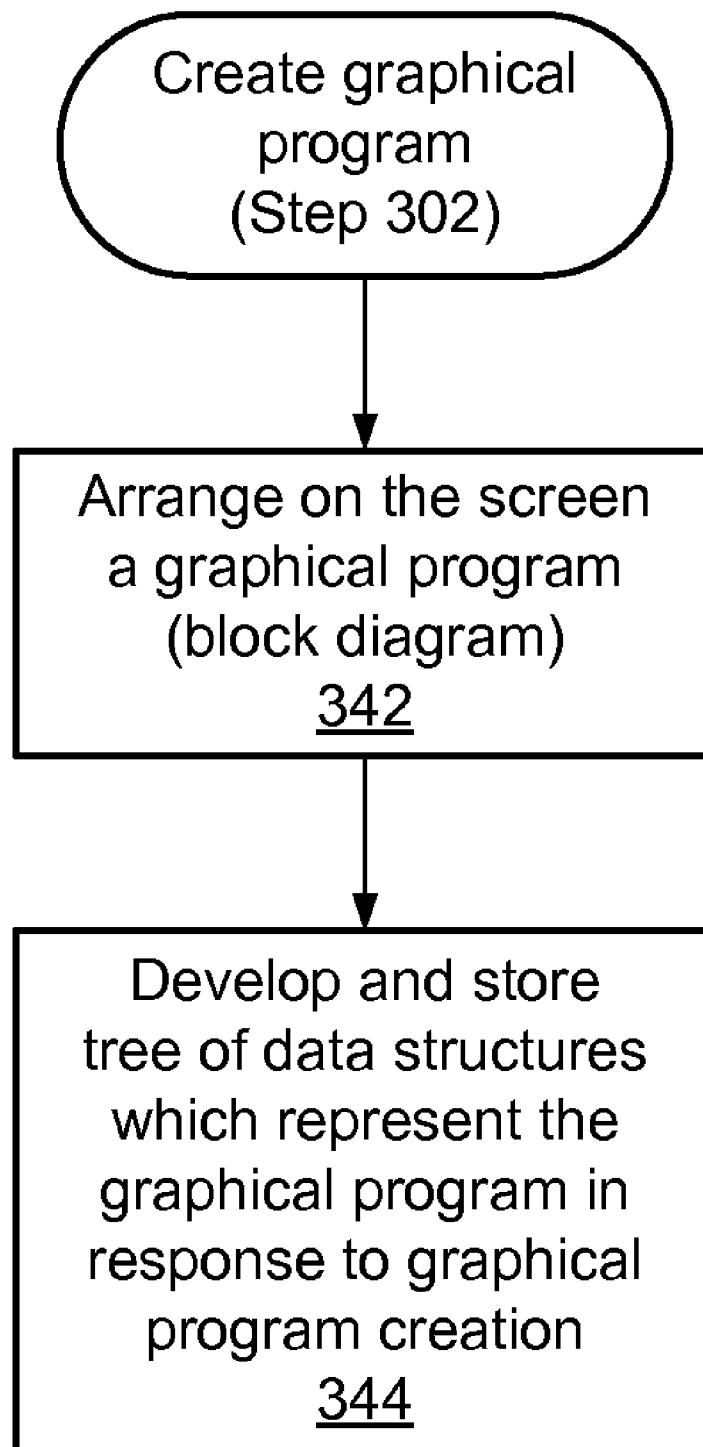 Create graphical
program
(Step 302)
Arrange on the screen
a graphical program
(block diagram)
342
Develop and store
tree of data structures
which represent the
graphical program in
response to graphical
program creation
344